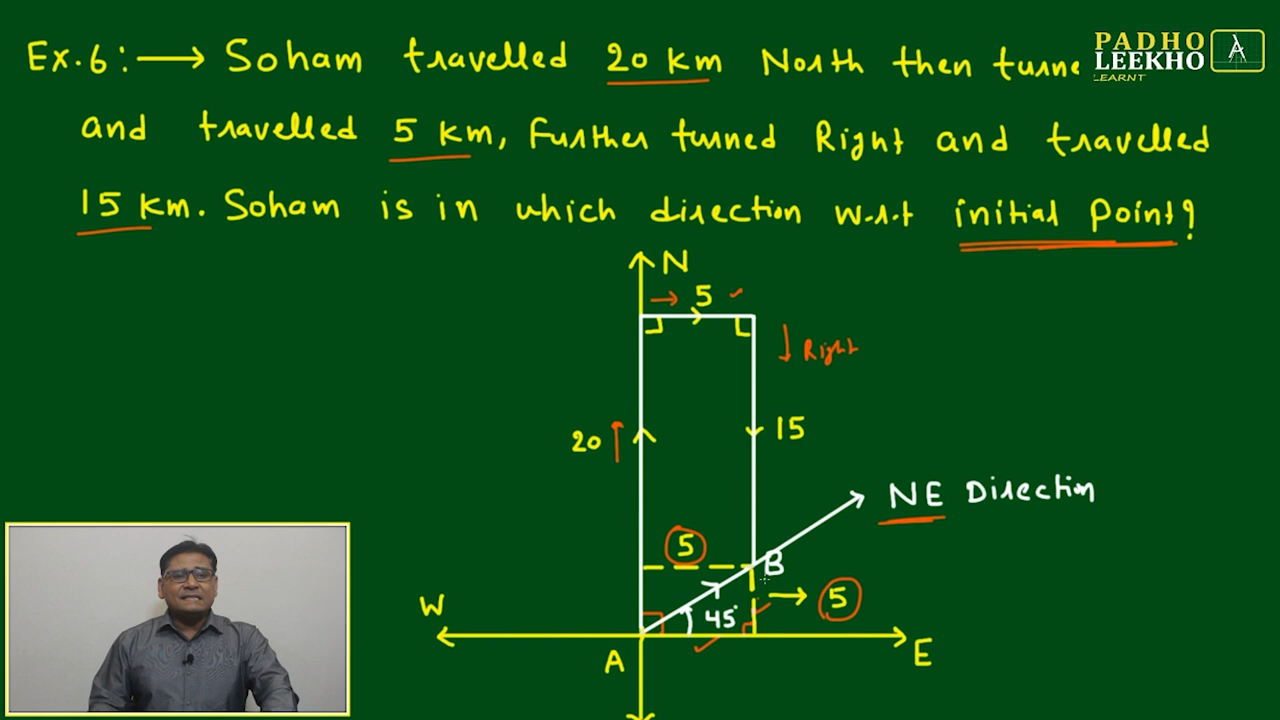 PADHO
LEEKHO
LEARNT
Ex.6:→ Soham travelled 20 km North then turne
and travelled 5 km, Further turned Right and travelled
15 km. Soham is in which direction w.r.t initial Point?
N
→ 5
↓ Right
20
15
NE Direction
5
B
5
45°
W
A
E